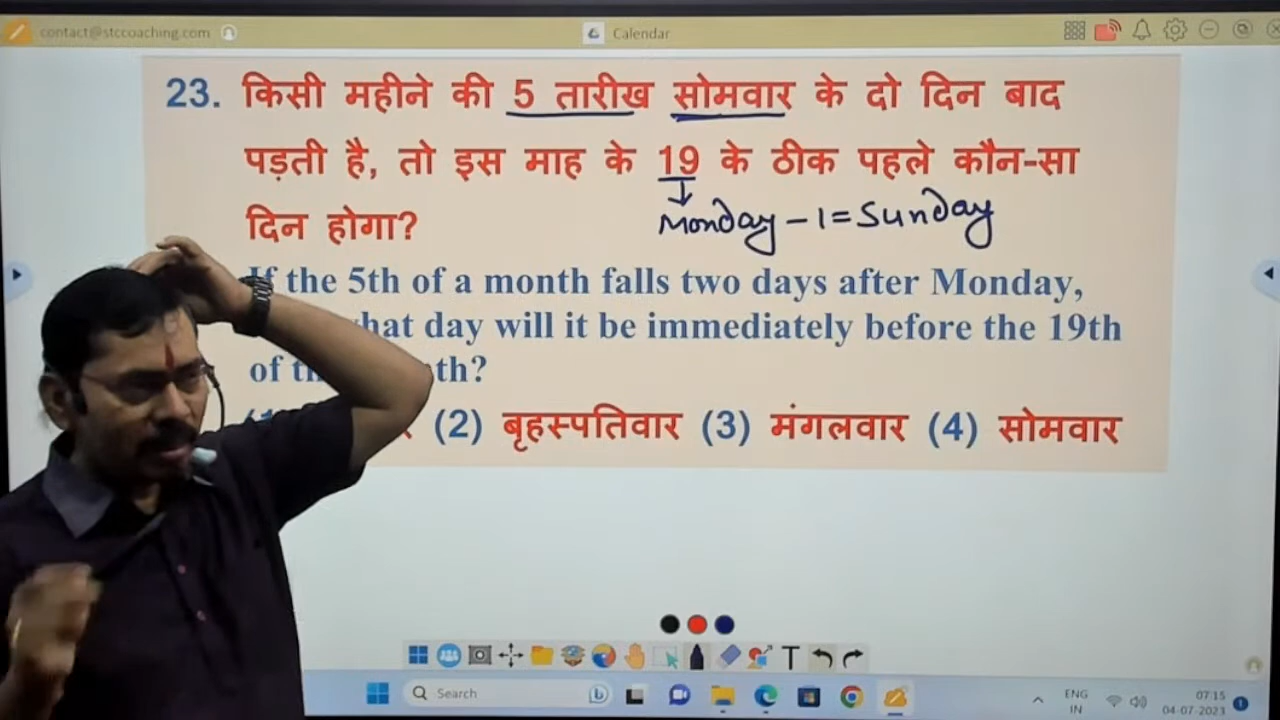 contact@stccoaching.com
Calendar
23. किसी महीने की 5 तारीख सोमवार के दो दिन बाद
पड़ती है, तो इस माह के 19 के ठीक पहले कौन-सा
दिन होगा?
Monday - 1 = Sunday
If the 5th of a month falls two days after Monday,
what day will it be immediately before the 19th
of
(2) बृहस्पतिवार (3) मंगलवार (4) सोमवार
T
Search
ENG
IN
07:15
04-07-2023